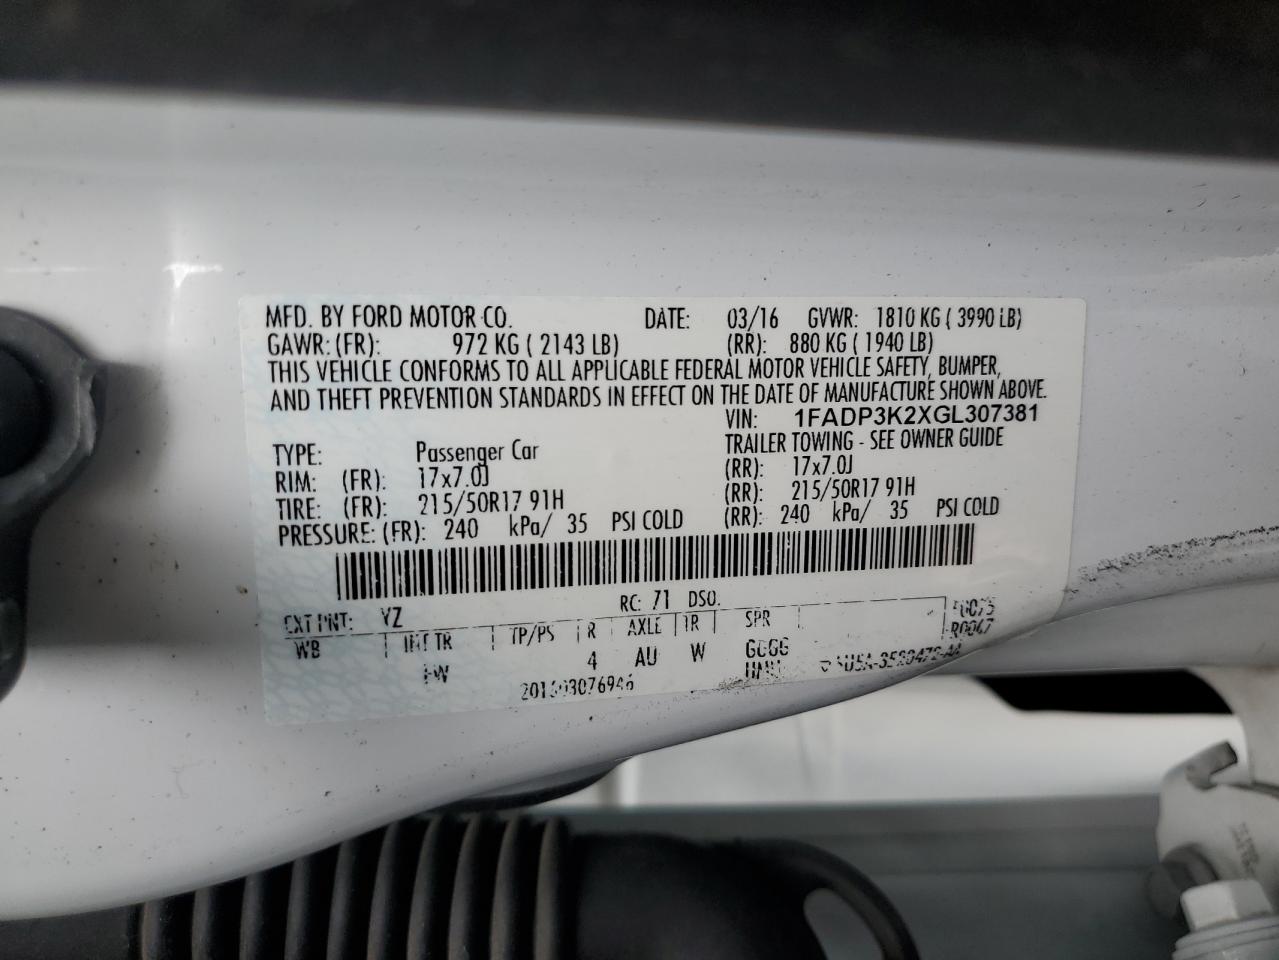 MFD. BY FORD MOTOR CO. DATE: 03/16 GVWR: 1810 KG ( 3990 LB)
GAWR: (FR): 972 KG ( 2143 LB) (RR): 880 KG ( 1940 LB)
THIS VEHICLE CONFORMS TO ALL APPLICABLE FEDERAL MOTOR VEHICLE SAFETY, BUMPER,
AND THEFT PREVENTION STANDARDS IN EFFECT ON THE DATE OF MANUFACTURE SHOWN ABOVE.
VIN: 1FADP3K2XGL307381
TYPE: Passenger Car TRAILER TOWING - SEE OWNER GUIDE
RIM: (FR): 17x7.0J (RR): 17x7.0J
TIRE: (FR): 215/50R17 91H (RR): 215/50R17 91H
PRESSURE: (FR): 240 kPa/ 35 PSI COLD (RR): 240 kPa/ 35 PSI COLD
EXT PNT: YZ RC: 71 DSO:
WB INT TR TP/PS R AXLE TR SPR
4 AU W